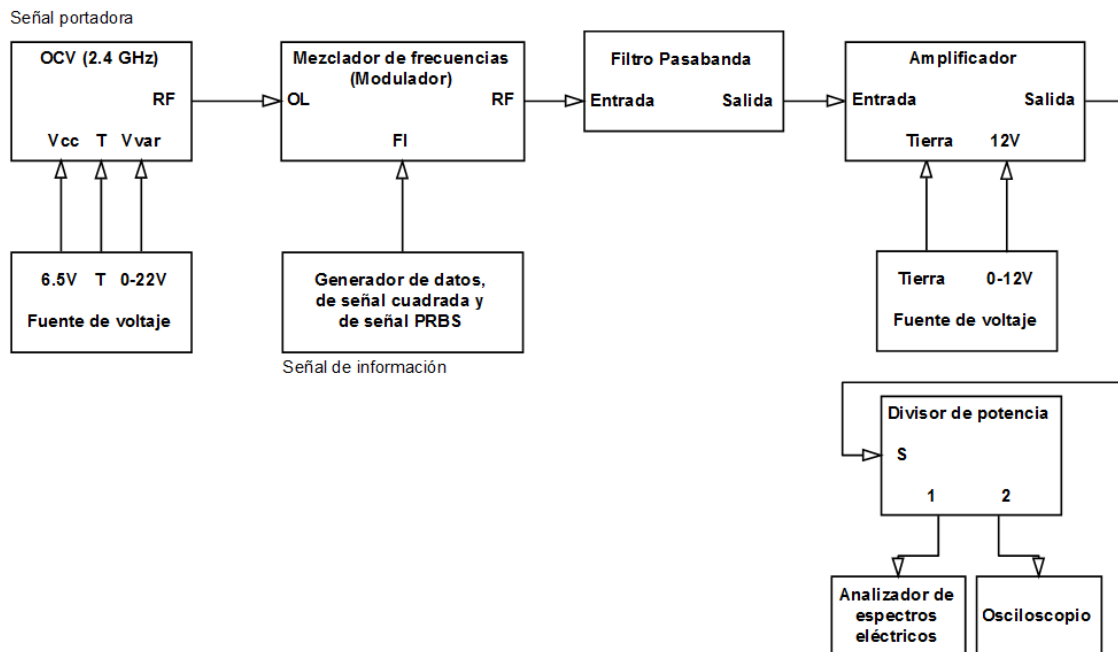 Señal portadora
OCV (2.4 GHz)
RF
Vcc T Vvar
6.5V T 0-22V
Fuente de voltaje
Mezclador de frecuencias
(Modulador)
OL
RF
FI
Generador de datos,
de señal cuadrada y
de señal PRBS
Señal de información
Filtro Pasabanda
Entrada Salida
Amplificador
Entrada Salida
Tierra 12V
Tierra 0-12V
Fuente de voltaje
Divisor de potencia
S
1 2
Analizador de
espectros
eléctricos
Osciloscopio